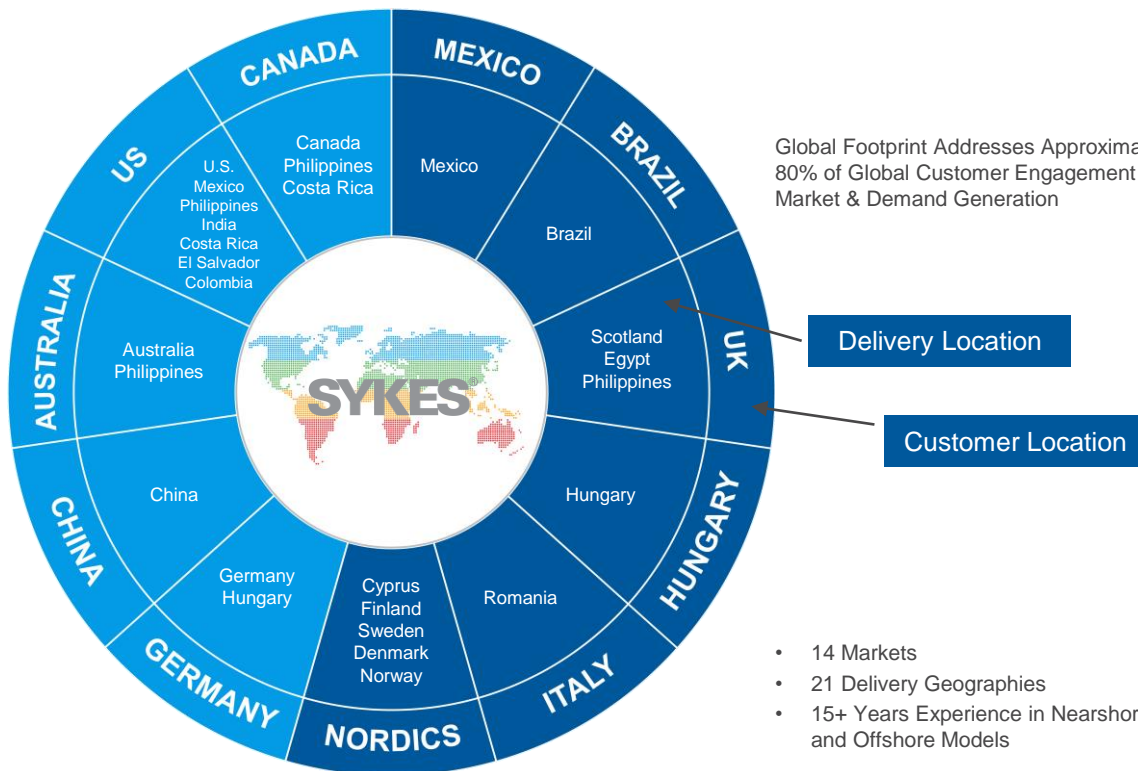 CANADA
Canada
Philippines
Costa Rica
MEXICO
Mexico
BRAZIL
Brazil
UK
Scotland
Egypt
Philippines
HUNGARY
Hungary
ITALY
Romania
NORDICS
Cyprus
Finland
Sweden
Denmark
Norway
GERMANY
Germany
Hungary
CHINA
China
AUSTRALIA
Australia
Philippines
US
U.S.
Mexico
Philippines
India
Costa Rica
El Salvador
Colombia
SYKES®
Global Footprint Addresses Approxima
80% of Global Customer Engagement
Market & Demand Generation
Delivery Location
Customer Location
• 14 Markets
• 21 Delivery Geographies
• 15+ Years Experience in Nearshor
and Offshore Models